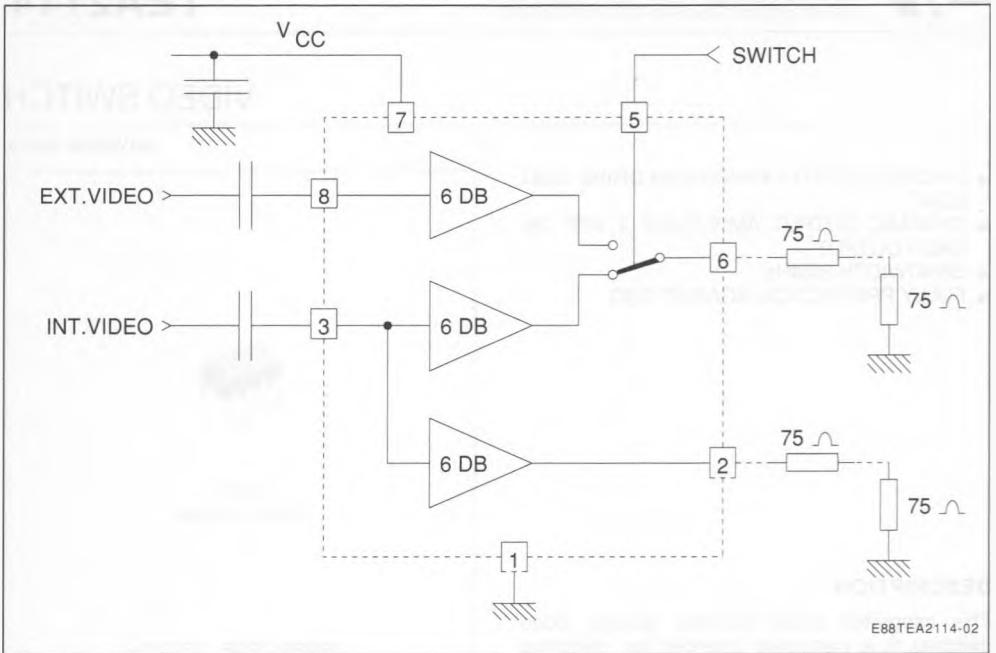 V CC
SWITCH
7
5
EXT.VIDEO >
8
6 DB
6
75 Ω
75 Ω
INT.VIDEO >
3
6 DB
6 DB
2
75 Ω
75 Ω
1
E88TEA2114-02